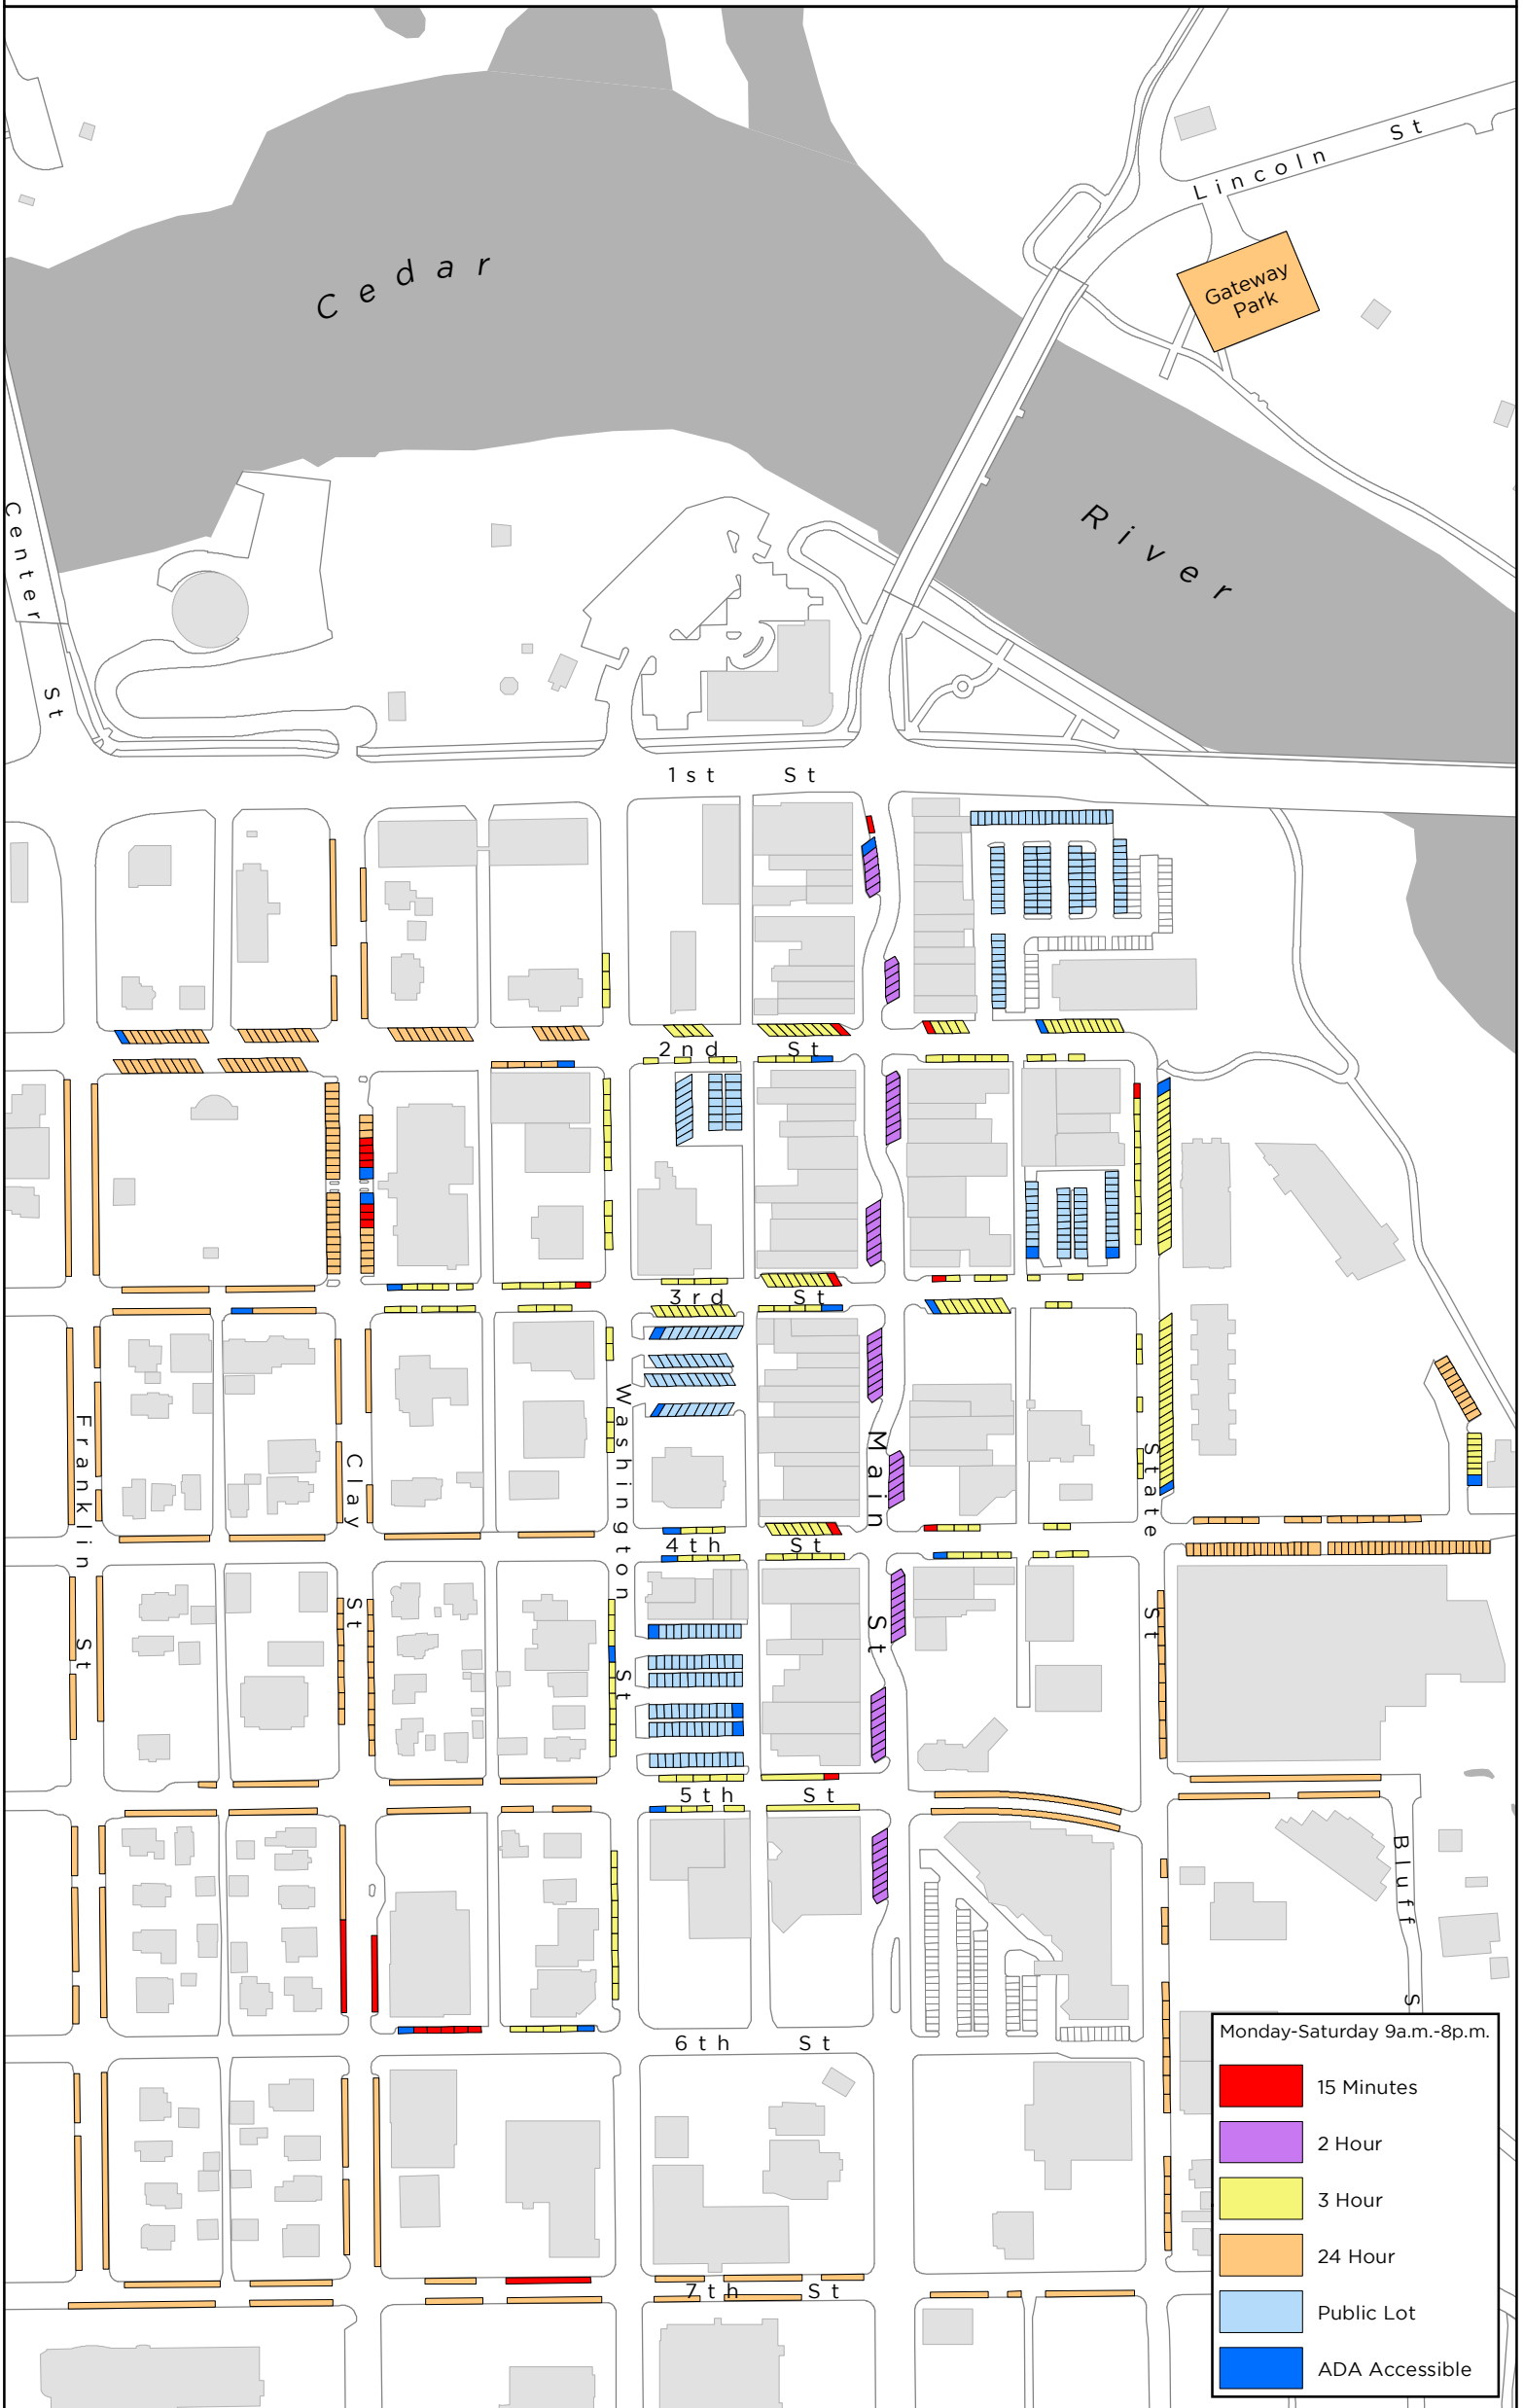 Lincoln St
Gateway
Park
Cedar
River
Center
St
1st St
2nd St
3rd St
Washington
St
Main
St
Franklin
St
Clay
St
State
St
4th St
5th St
Bluff S
6th St
7th St
Monday-Saturday 9a.m.-8p.m.
15 Minutes
2 Hour
3 Hour
24 Hour
Public Lot
ADA Accessible